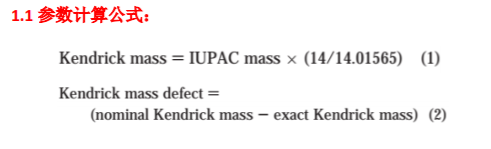 1.1 参数计算公式：
Kendrick mass = IUPAC mass × (14/14.01565) (1)
Kendrick mass defect =
(nominal Kendrick mass − exact Kendrick mass) (2)